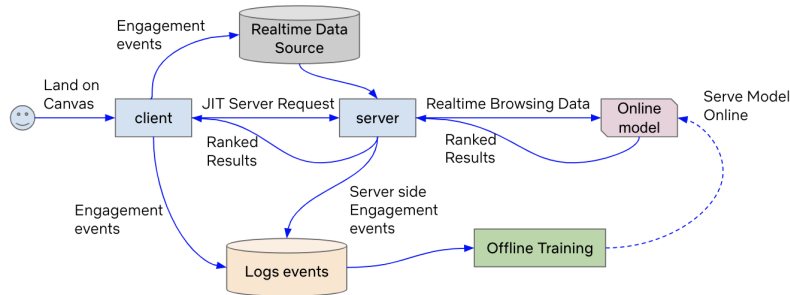 Engagement
events
Realtime Data
Source
Land on
Canvas
client
JIT Server Request
server
Realtime Browsing Data
Online
model
Serve Model
Online
Ranked
Results
Ranked
Results
Engagement
events
Server side
Engagement
events
Logs events
Offline Training